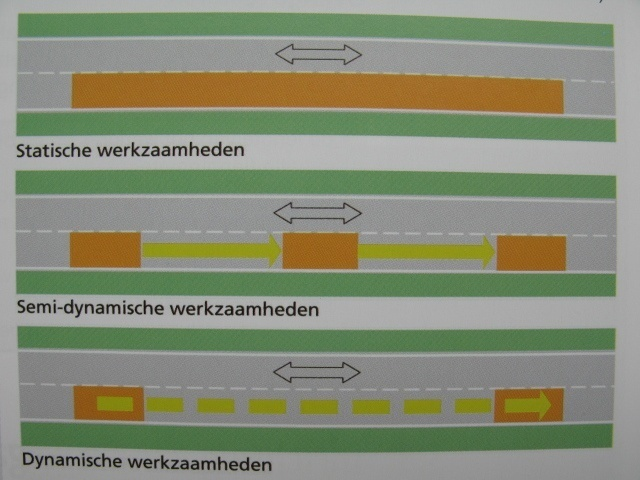 Statische werkzaamheden
Semi-dynamische werkzaamheden
Dynamische werkzaamheden